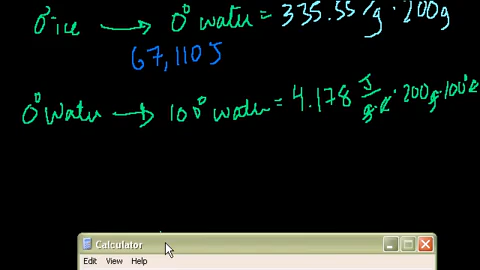 0° ice → 0° water = 335.55 J/g · 200g
67,110 J
0° Water → 100° water = 4.178 J/g·K · 200g · 100°K
Calculator
Edit View Help